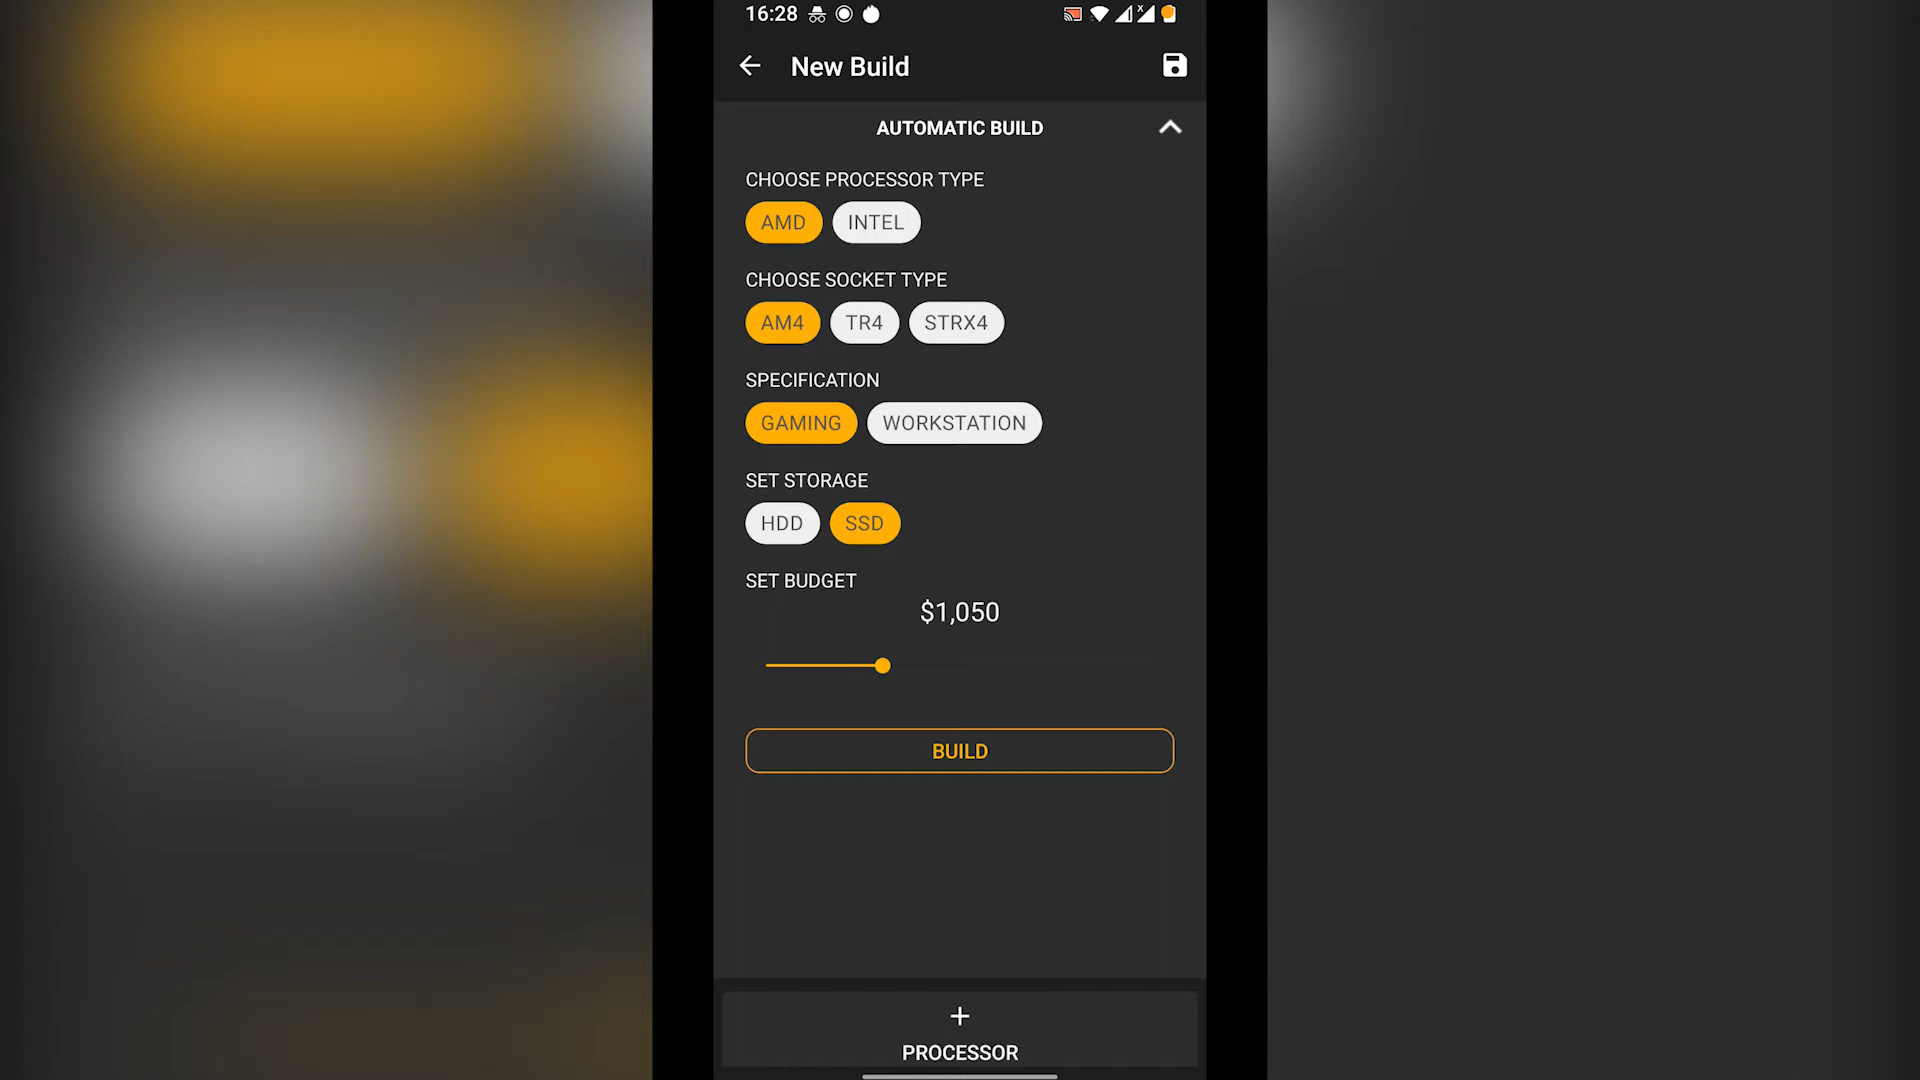 16:28
New Build
AUTOMATIC BUILD
CHOOSE PROCESSOR TYPE
AMD INTEL
CHOOSE SOCKET TYPE
AM4 TR4 STRX4
SPECIFICATION
GAMING WORKSTATION
SET STORAGE
HDD SSD
SET BUDGET
$1,050
BUILD
+
PROCESSOR